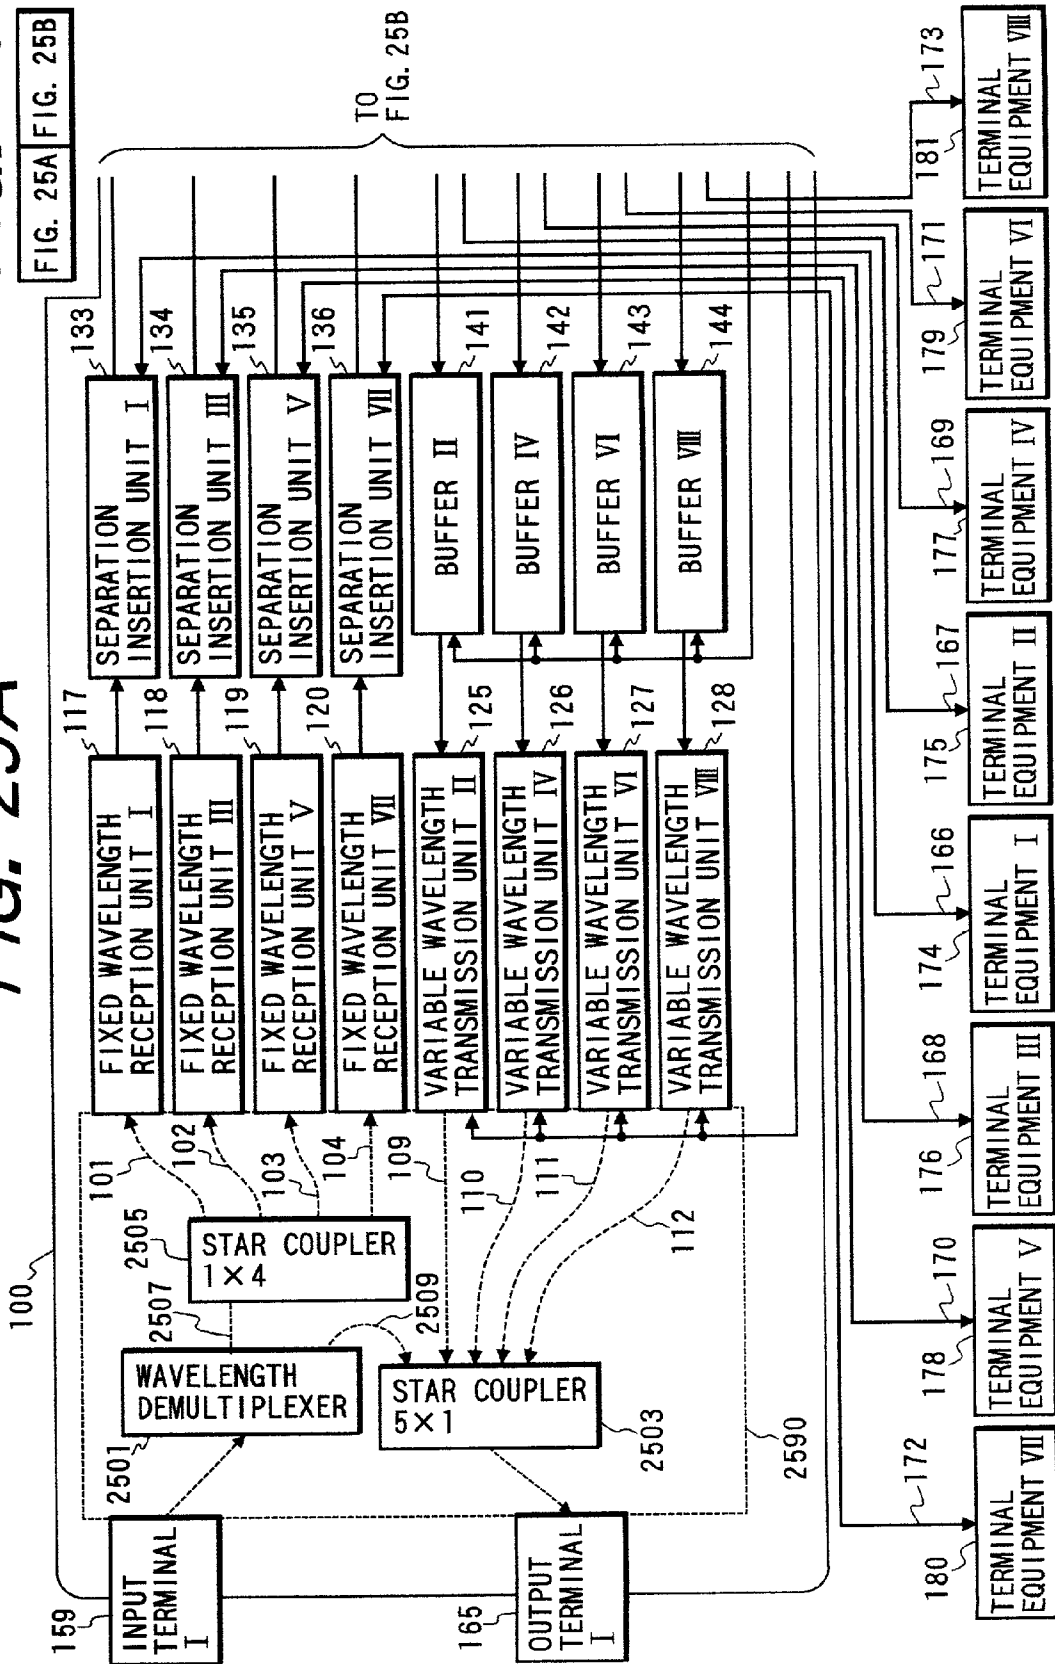 FIG. 25A
FIG. 25A FIG. 25B
100
159
INPUT
TERMINAL
I
165
OUTPUT
TERMINAL
I
2501
WAVELENGTH
DEMULTIPLEXER
2507
2505
STAR COUPLER
1×4
2509
STAR COUPLER
5×1
2503
2590
101
102
103
104
109
110
111
112
FIXED WAVELENGTH
RECEPTION UNIT I
117
FIXED WAVELENGTH
RECEPTION UNIT III
118
FIXED WAVELENGTH
RECEPTION UNIT V
119
FIXED WAVELENGTH
RECEPTION UNIT VII
120
VARIABLE WAVELENGTH
TRANSMISSION UNIT II
125
VARIABLE WAVELENGTH
TRANSMISSION UNIT IV
126
VARIABLE WAVELENGTH
TRANSMISSION UNIT VI
127
VARIABLE WAVELENGTH
TRANSMISSION UNIT VIII
128
SEPARATION
INSERTION UNIT I
133
SEPARATION
INSERTION UNIT III
134
SEPARATION
INSERTION UNIT V
135
SEPARATION
INSERTION UNIT VII
136
BUFFER II
141
BUFFER IV
142
BUFFER VI
143
BUFFER VIII
144
TO
FIG. 25B
172
180
TERMINAL
EQUIPMENT VII
170
178
TERMINAL
EQUIPMENT V
168
176
TERMINAL
EQUIPMENT III
166
174
TERMINAL
EQUIPMENT I
167
175
TERMINAL
EQUIPMENT II
169
177
TERMINAL
EQUIPMENT IV
171
179
TERMINAL
EQUIPMENT VI
173
181
TERMINAL
EQUIPMENT VIII